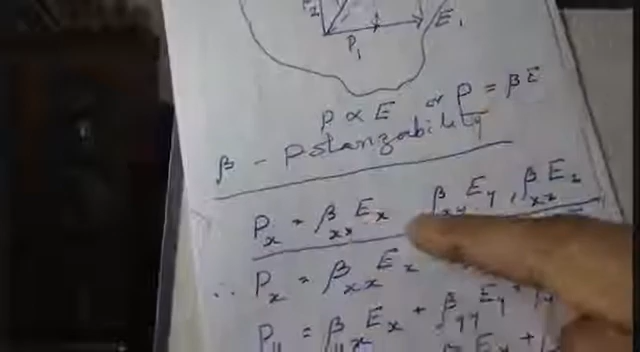 P2
P1 E1
P ∝ E or P = βE
β - Polarizability
Px = βxx Ex βxy Ey, βxz Ez
∴ Px = βxx Ex
Py = βyx Ex + βyy Ey +
Ex +